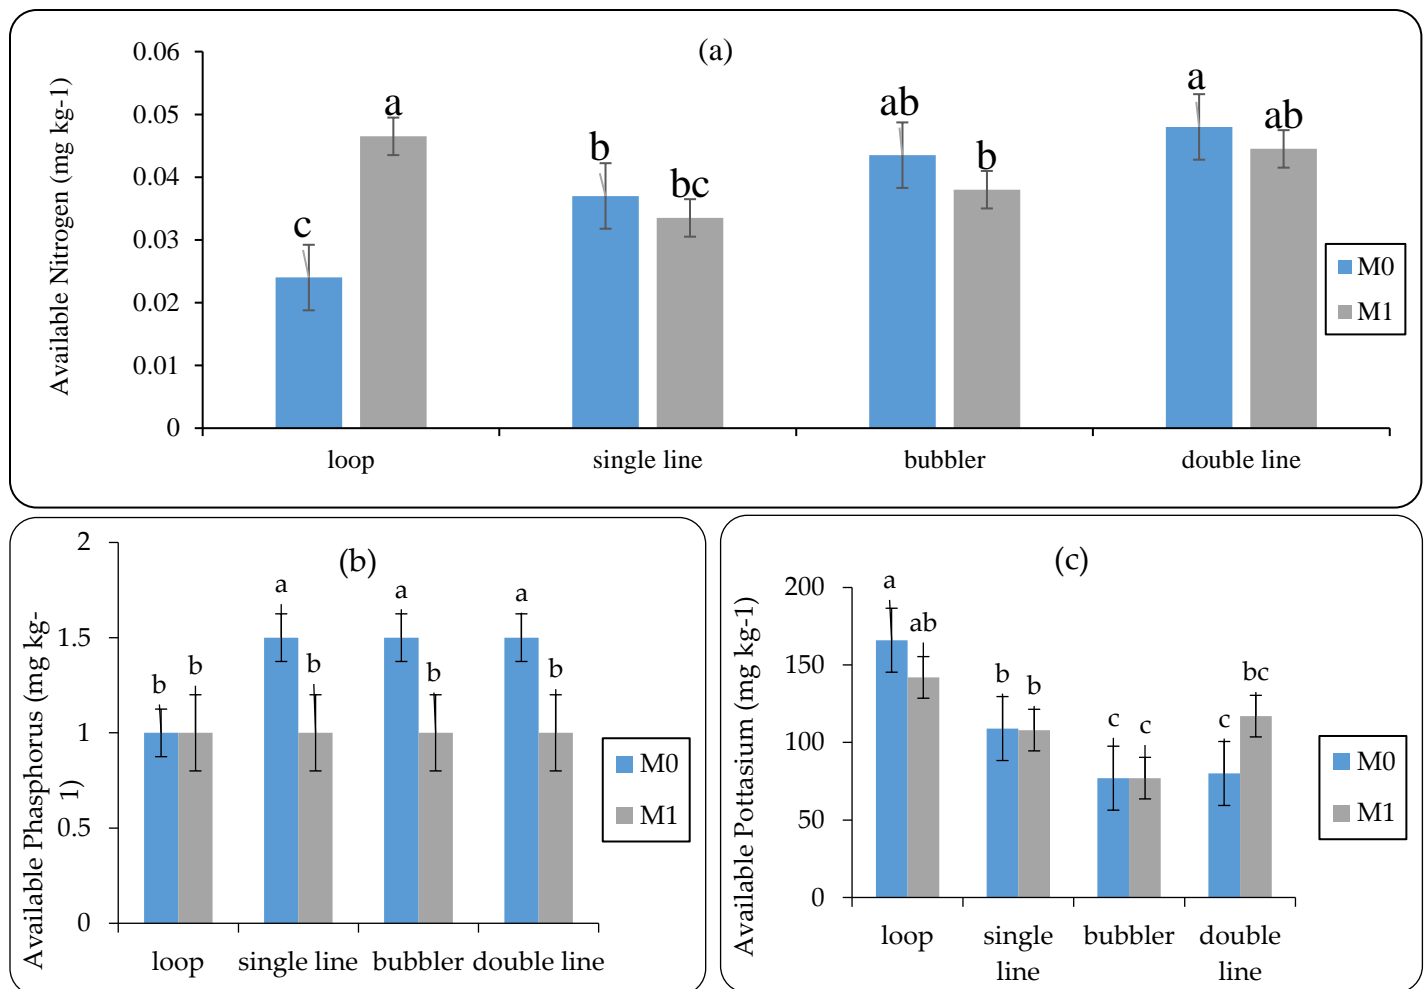 (a)
Available Nitrogen (mg kg-1)
0.06
0.05
0.04
0.03
0.02
0.01
0
c
a
b
bc
ab
b
a
ab
loop
single line
bubbler
double line
M0
M1
(b)
Available Phasphorus (mg kg-
1)
2
1.5
1
0.5
0
b
b
a
b
a
b
a
b
loop
single line
bubbler
double line
M0
M1
(c)
Available Pottasium (mg kg-1)
200
150
100
50
0
a
ab
b
b
c
c
c
bc
loop
single
line
bubbler
double
line
M0
M1